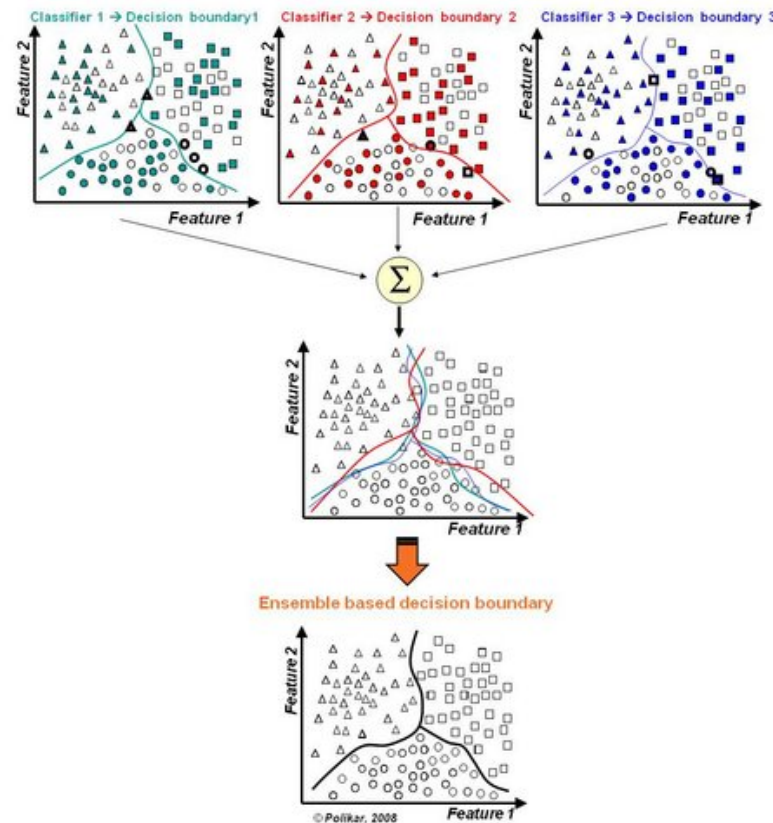 Classifier 1 → Decision boundary1
Classifier 2 → Decision boundary 2
Classifier 3 → Decision boundary 3
Feature 2
Feature 1
Feature 2
Feature 1
Feature 2
Feature 1
Σ
Feature 2
Feature 1
Ensemble based decision boundary
Feature 2
Feature 1
© Polikar, 2008